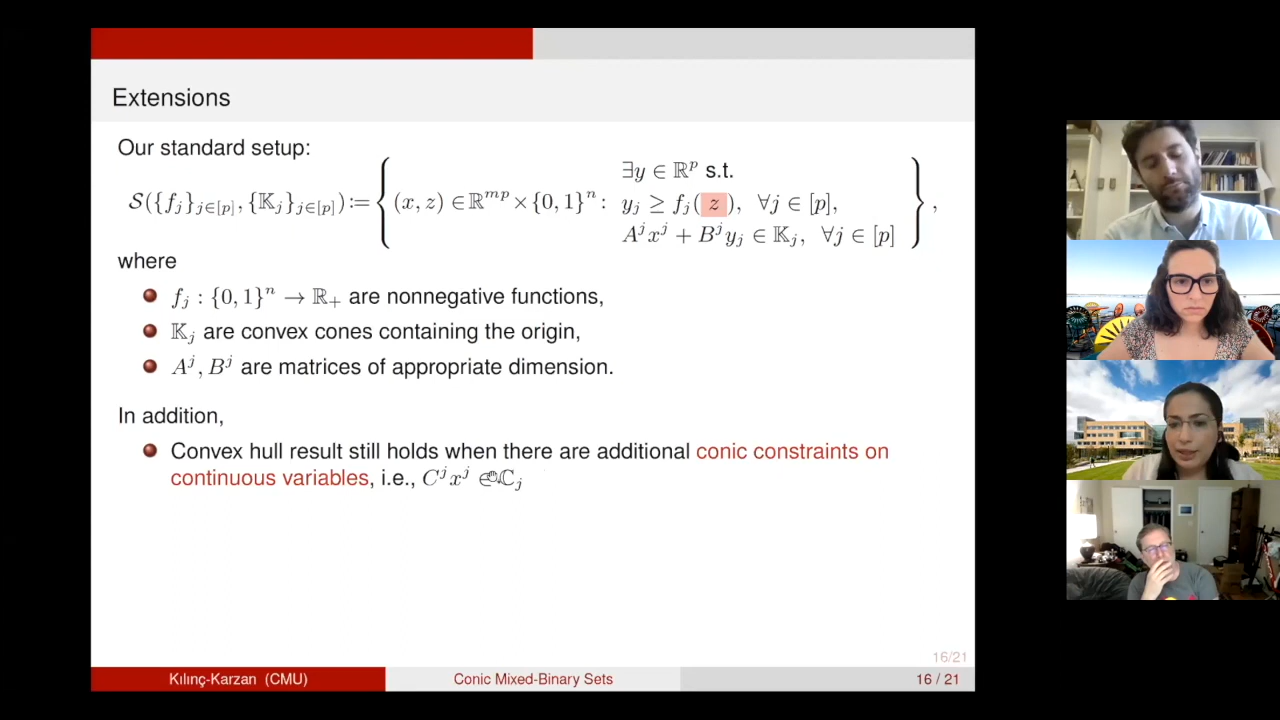 Extensions
Our standard setup:
𝒮({f_j}_{j∈[p]}, {𝕂_j}_{j∈[p]}) := { (x, z) ∈ ℝ^{mp} × {0, 1}^n : ∃y ∈ ℝ^p s.t.
y_j ≥ f_j( z ), ∀j ∈ [p],
A^j x^j + B^j y_j ∈ 𝕂_j, ∀j ∈ [p] } ,
where
f_j : {0, 1}^n → ℝ_+ are nonnegative functions,
𝕂_j are convex cones containing the origin,
A^j, B^j are matrices of appropriate dimension.
In addition,
Convex hull result still holds when there are additional conic constraints on
continuous variables, i.e., C^j x^j ∈ ℂ_j
16/21
Kılınç-Karzan (CMU) Conic Mixed-Binary Sets 16 / 21